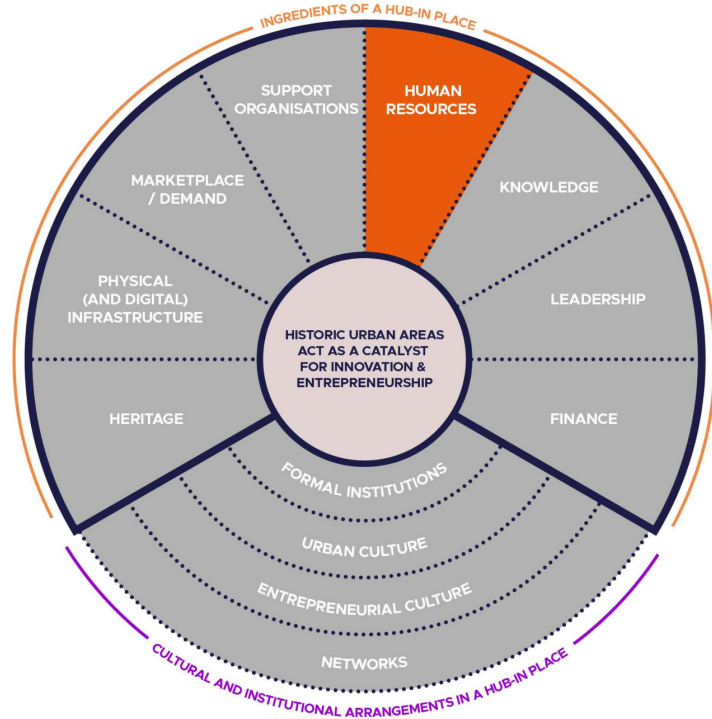 INGREDIENTS OF A HUB-IN PLACE
SUPPORT
ORGANISATIONS
HUMAN
RESOURCES
MARKETPLACE
/ DEMAND
KNOWLEDGE
PHYSICAL
(AND DIGITAL)
INFRASTRUCTURE
LEADERSHIP
HISTORIC URBAN AREAS
ACT AS A CATALYST
FOR INNOVATION &
ENTREPRENEURSHIP
HERITAGE
FINANCE
FORMAL INSTITUTIONS
URBAN CULTURE
ENTREPRENEURIAL CULTURE
NETWORKS
CULTURAL AND INSTITUTIONAL ARRANGEMENTS IN A HUB-IN PLACE